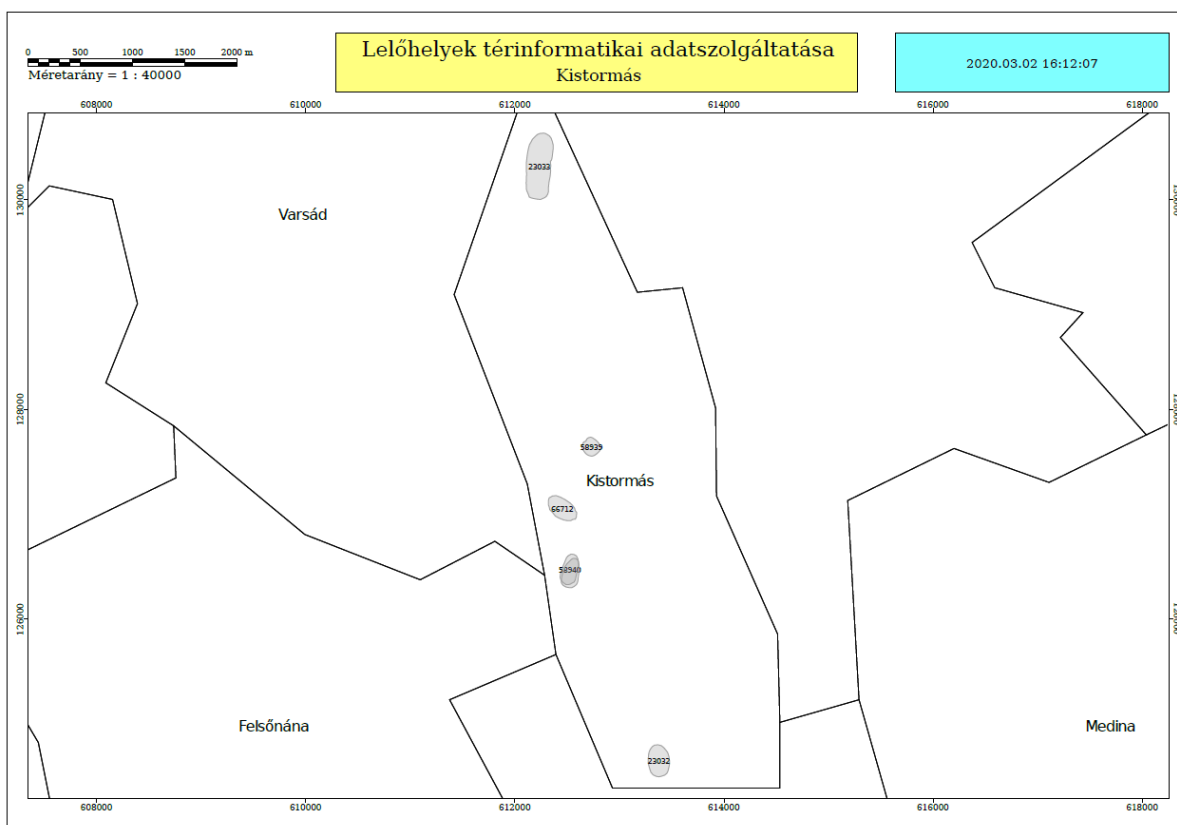 0 500 1000 1500 2000 m
Méretarány = 1 : 40000
Lelőhelyek térinformatikai adatszolgáltatása
Kistormás
2020.03.02 16:12:07
608000 610000 612000 614000 616000 618000
23033
130000
Varsád
128000
58939
Kistormás
66712
58940
126000
Felsőnána
Medina
23032
608000 610000 612000 614000 616000 618000